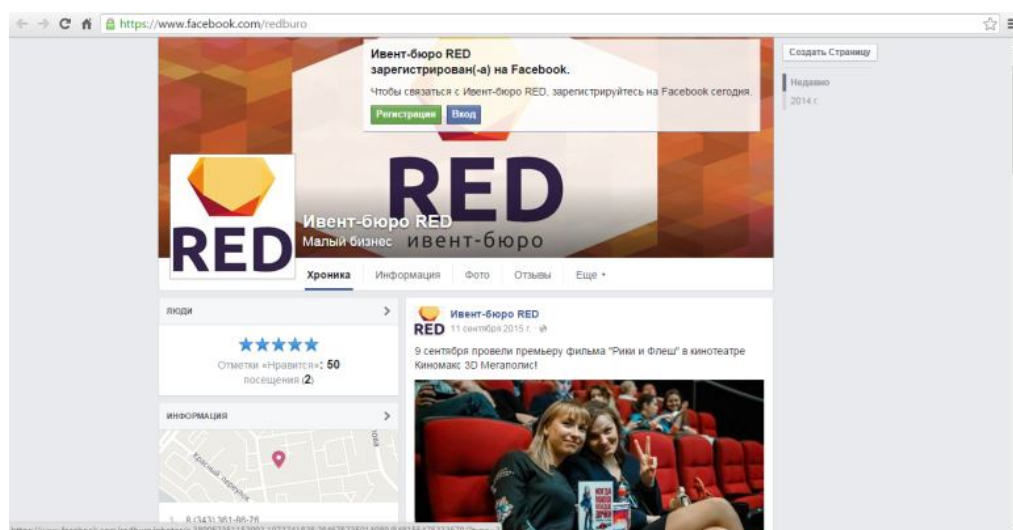 https://www.facebook.com/redburo
Ивент-бюро RED
зарегистрирован(-а) на Facebook.
Чтобы связаться с Ивент-бюро RED, зарегистрируйтесь на Facebook сегодня.
Регистрация Вход
Создать Страницу
Недавно
2014 г.
RED
ивент-бюро
RED
Ивент-бюро RED
Малый бизнес
Хроника Информация Фото Отзывы Еще
ЛЮДИ
Отметки «Нравится»: 50
посещения (2)
ИНФОРМАЦИЯ
Красный переулок
8 (343) 361-86-76
RED
Ивент-бюро RED
11 сентября 2015 г.
9 сентября провели премьеру фильма "Рики и Флеш" в кинотеатре
Киномакс 3D Мегаполис!